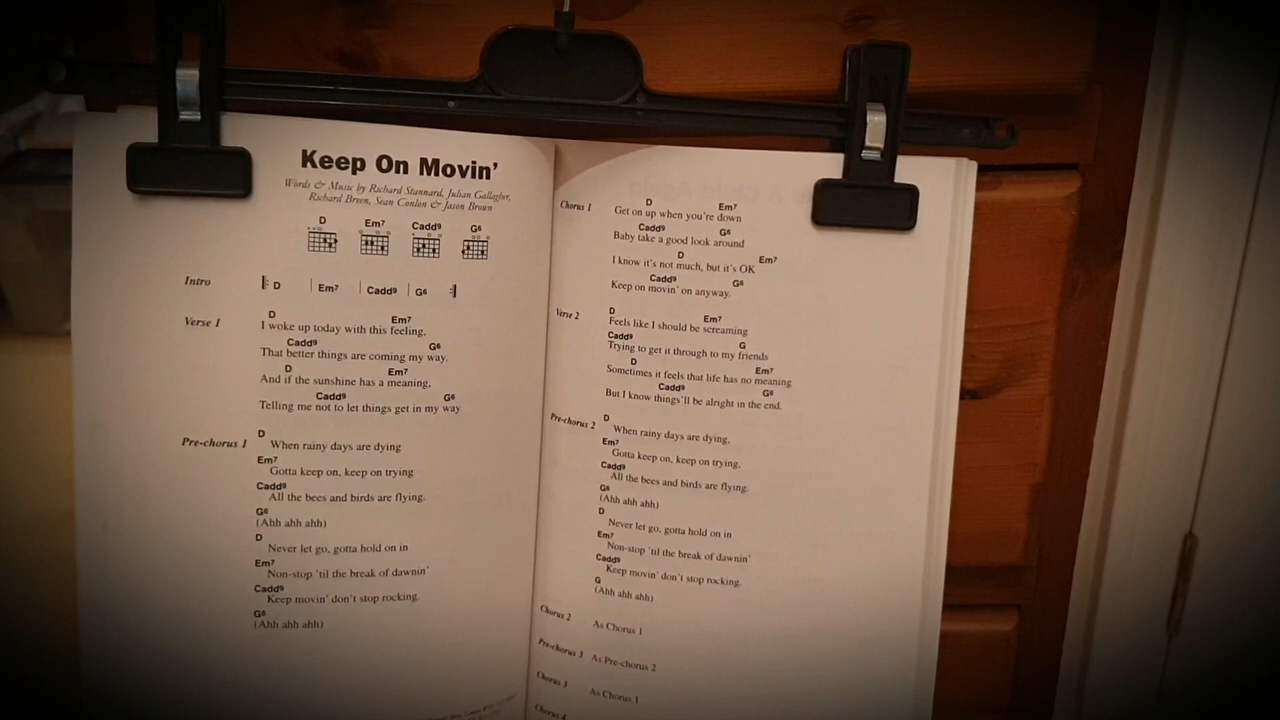 Keep On Movin'
Words & Music by Richard Stannard, Julian Gallagher,
Richard Breen, Sean Conlon & Jason Brown
D Em7 Cadd9 G6
Intro D Em7 Cadd9 G6
D Em7
Verse 1 I woke up today with this feeling,
Cadd9 G6
That better things are coming my way.
D Em7
And if the sunshine has a meaning,
Cadd9 G6
Telling me not to let things get in my way
D
Pre-chorus 1 When rainy days are dying
Em7
Gotta keep on, keep on trying
Cadd9
All the bees and birds are flying.
G6
(Ahh ahh ahh)
D
Never let go, gotta hold on in
Em7
Non-stop 'til the break of dawnin'
Cadd9
Keep movin' don't stop rocking.
G6
(Ahh ahh ahh)
D Em7
Chorus 1 Get on up when you're down
Cadd9 G6
Baby take a good look around
D Em7
I know it's not much, but it's OK
Cadd9 G6
Keep on movin' on anyway.
D Em7
Verse 2 Feels like I should be screaming
Cadd9 G
Trying to get it through to my friends
D Em7
Sometimes it feels that life has no meaning
Cadd9 G6
But I know things'll be alright in the end.
D
Pre-chorus 2 When rainy days are dying,
Em7
Gotta keep on, keep on trying,
Cadd9
All the bees and birds are flying.
G6
(Ahh ahh ahh)
D
Never let go, gotta hold on in
Em7
Non-stop 'til the break of dawnin'
Cadd9
Keep movin' don't stop rocking.
G
(Ahh ahh ahh)
Chorus 2 As Chorus 1
Pre-chorus 3 As Pre-chorus 2
Chorus 3 As Chorus 1
Chorus 4